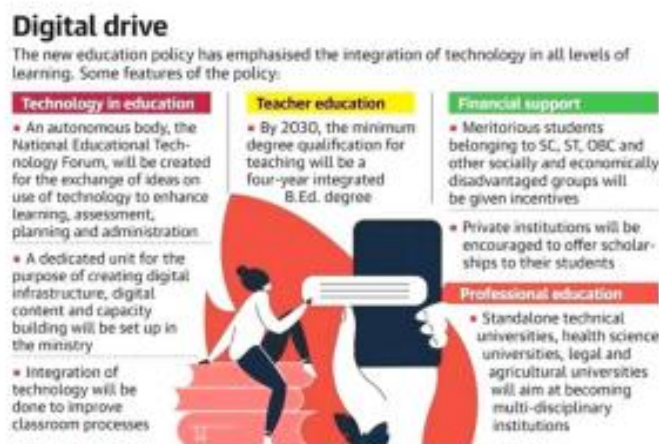 Digital drive
The new education policy has emphasised the integration of technology in all levels of
learning. Some features of the policy:
Technology in education
• An autonomous body, the
National Educational Tech-
nology Forum, will be created
for the exchange of ideas on
use of technology to enhance
learning, assessment,
planning and administration
• A dedicated unit for the
purpose of creating digital
infrastructure, digital
content and capacity
building will be set up in
the ministry
• Integration of
technology will be
done to improve
classroom processes
Teacher education
• By 2030, the minimum
degree qualification for
teaching will be a
four-year integrated
B.Ed. degree
Financial support
• Meritorious students
belonging to SC, ST, OBC and
other socially and economically
disadvantaged groups will
be given incentives
• Private institutions will be
encouraged to offer scholar-
ships to their students
Professional education
• Standalone technical
universities, health science
universities, legal and
agricultural universities
will aim at becoming
multi-disciplinary
institutions